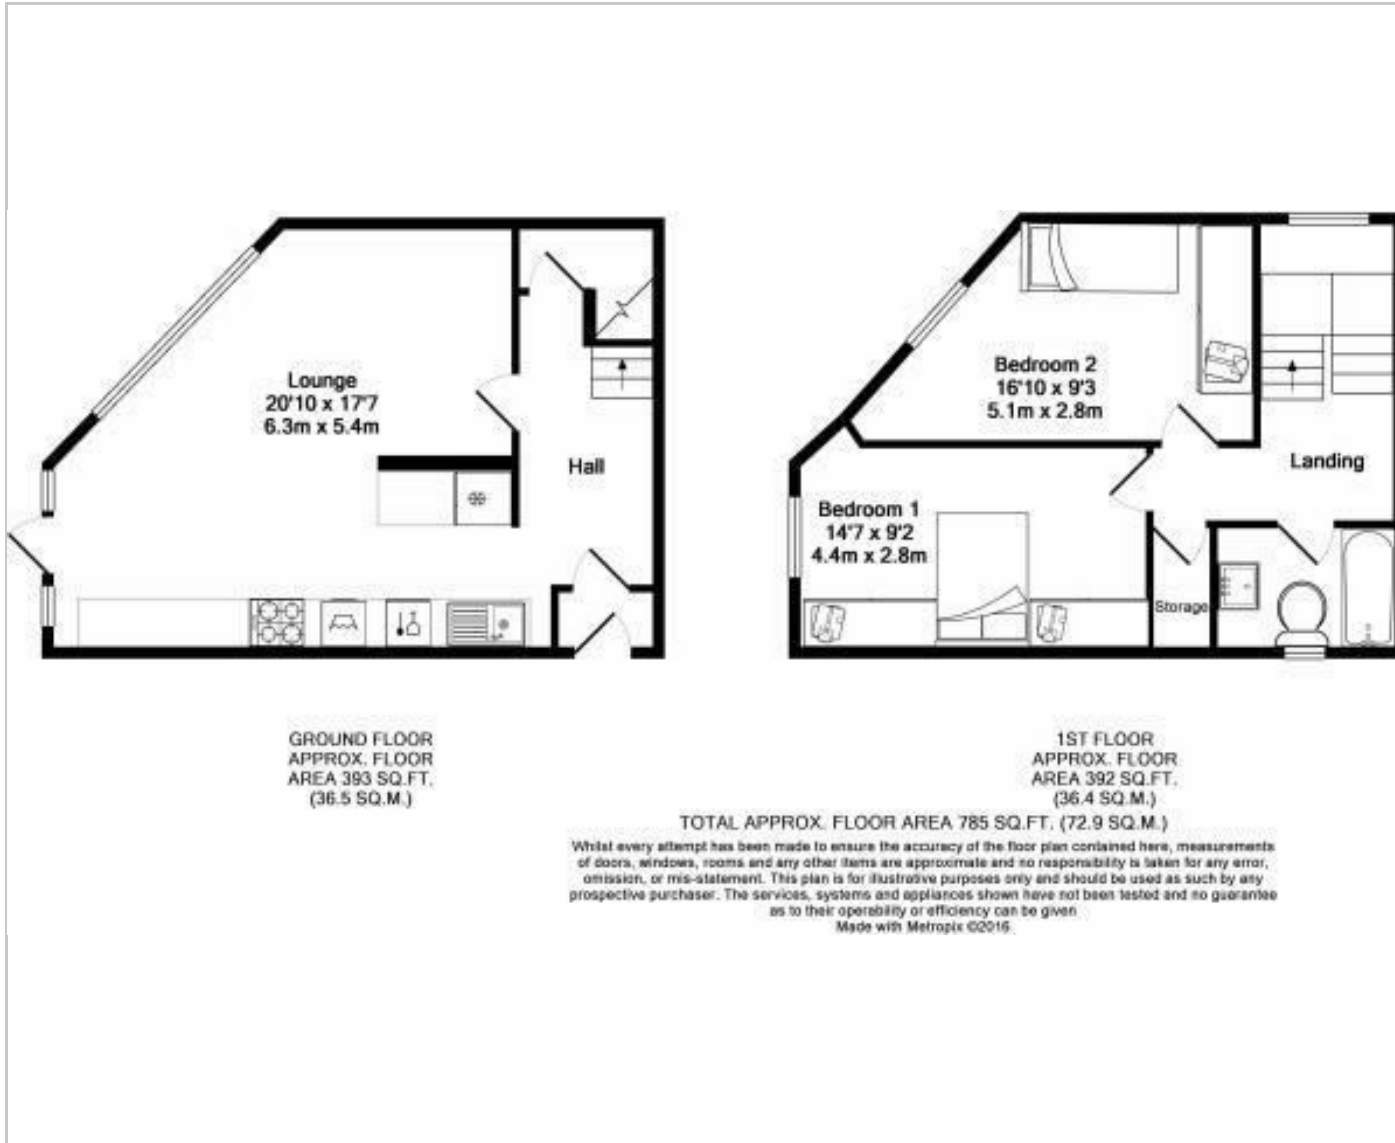 Lounge
20'10 x 17'7
6.3m x 5.4m
Hall
Bedroom 2
16'10 x 9'3
5.1m x 2.8m
Landing
Bedroom 1
14'7 x 9'2
4.4m x 2.8m
Storage
GROUND FLOOR
APPROX. FLOOR
AREA 393 SQ.FT.
(36.5 SQ.M.)
1ST FLOOR
APPROX. FLOOR
AREA 392 SQ.FT.
(36.4 SQ.M.)
TOTAL APPROX. FLOOR AREA 785 SQ.FT. (72.9 SQ.M.)
Whilst every attempt has been made to ensure the accuracy of the floor plan contained here, measurements
of doors, windows, rooms and any other items are approximate and no responsibility is taken for any error,
omission, or mis-statement. This plan is for illustrative purposes only and should be used as such by any
prospective purchaser. The services, systems and appliances shown have not been tested and no guarantee
as to their operability or efficiency can be given
Made with Metropix ©2016